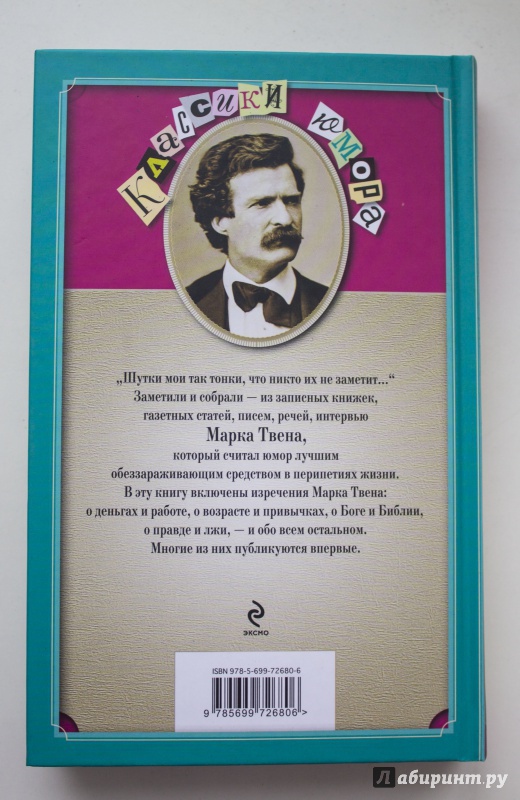 Классики юмора
„Шутки мои так тонки, что никто их не заметит...“
Заметили и собрали — из записных книжек,
газетных статей, писем, речей, интервью
Марка Твена,
который считал юмор лучшим
обеззараживающим средством в перипетиях жизни.
В эту книгу включены изречения Марка Твена:
о деньгах и работе, о возрасте и привычках, о Боге и Библии,
о правде и лжи, — и обо всем остальном.
Многие из них публикуются впервые.
ЭКСМО
ISBN 978-5-699-72680-6
9 785699 726806 >
Лабиринт.ру